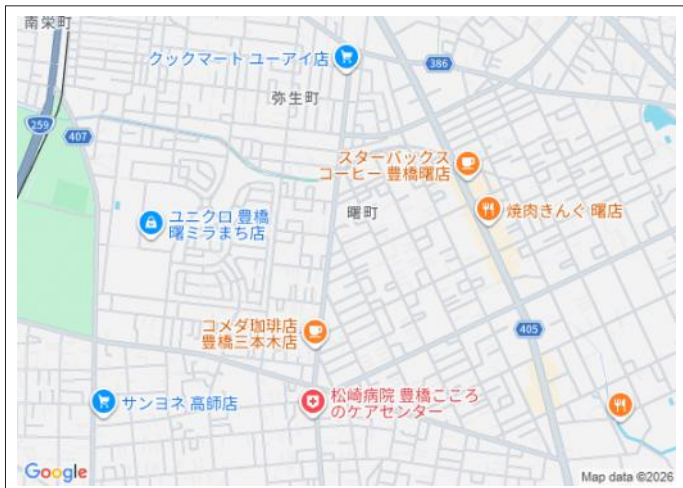 南栄町
クックマート ユーアイ店
386
弥生町
259
407
スターバックス
コーヒー 豊橋曙店
ユニクロ 豊橋
曙ミラまち店
曙町
焼肉きんぐ 曙店
コメダ珈琲店
豊橋三本木店
405
サンヨネ 高師店
松崎病院 豊橋こころ
のケアセンター
Google
Map data ©2026